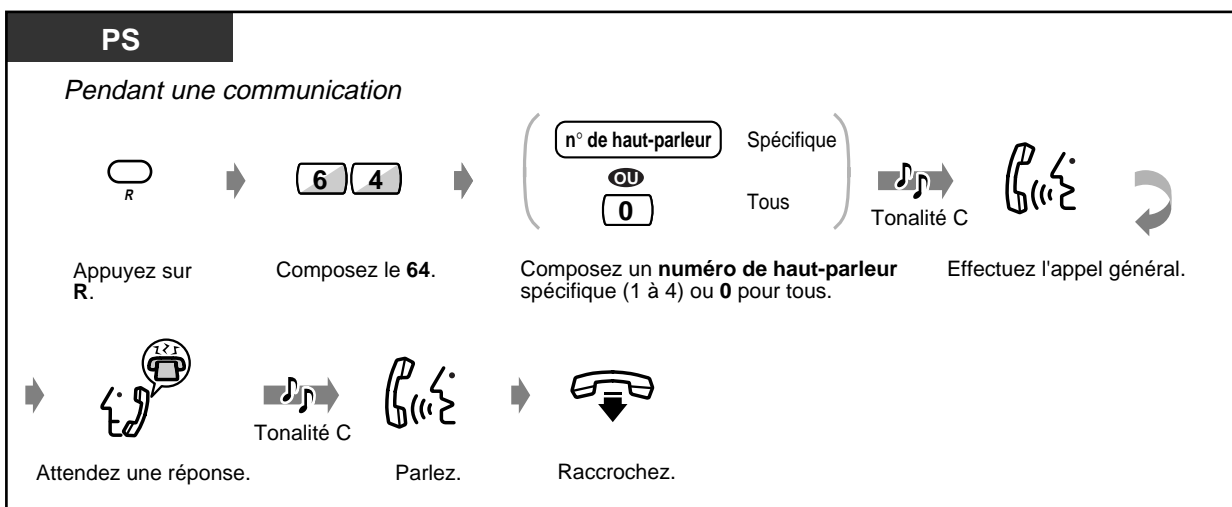 PS
Pendant une communication
n° de haut-parleur
Spécifique
OU
6 4
0
Tous
R
Tonalité C
Appuyez sur
R.
Composez le 64.
Composez un numéro de haut-parleur
spécifique (1 à 4) ou 0 pour tous.
Effectuez l'appel général.
Tonalité C
Attendez une réponse.
Parlez.
Raccrochez.